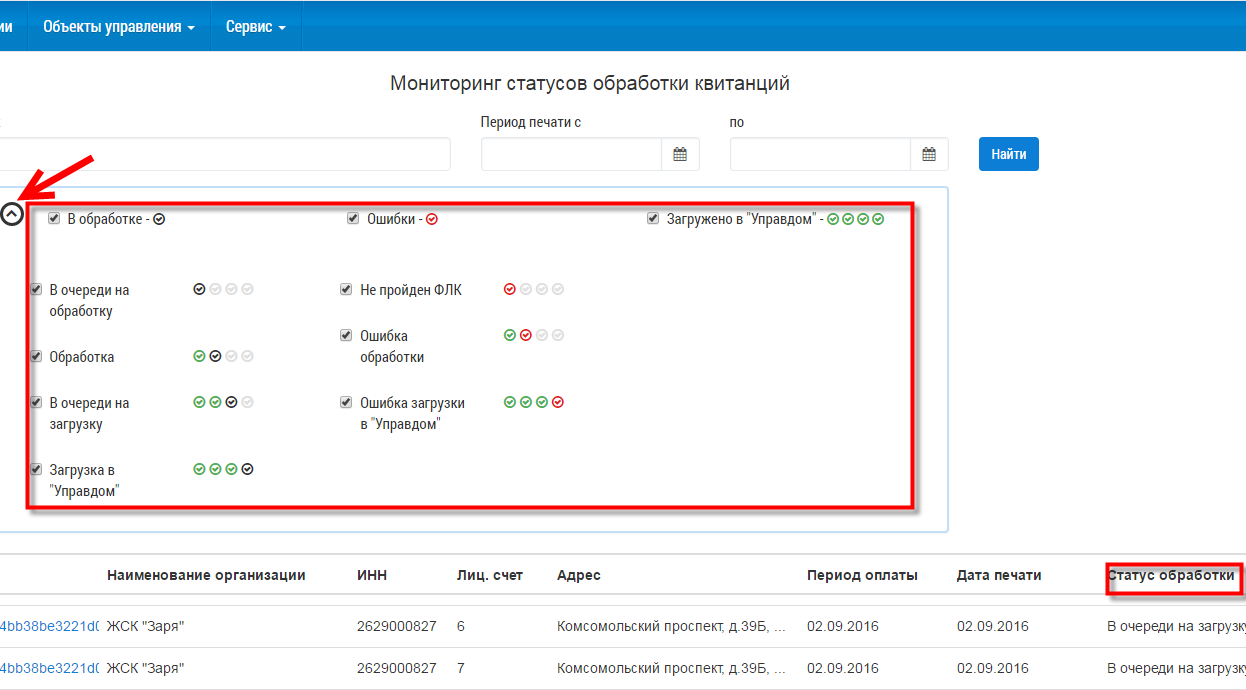 ии Объекты управления Сервис
Мониторинг статусов обработки квитанций
Период печати с по
Найти
В обработке - Ошибки - Загружено в "Управдом" -
В очереди на
обработку
Не пройден ФЛК
Обработка
Ошибка
обработки
В очереди на
загрузку
Ошибка загрузки
в "Управдом"
Загрузка в
"Управдом"
Наименование организации ИНН Лиц. счет Адрес Период оплаты Дата печати Статус обработки
4bb38be3221d0 ЖСК "Заря" 2629000827 6 Комсомольский проспект, д.39Б, ... 02.09.2016 02.09.2016 В очереди на загрузку
4bb38be3221d0 ЖСК "Заря" 2629000827 7 Комсомольский проспект, д.39Б, ... 02.09.2016 02.09.2016 В очереди на загрузку